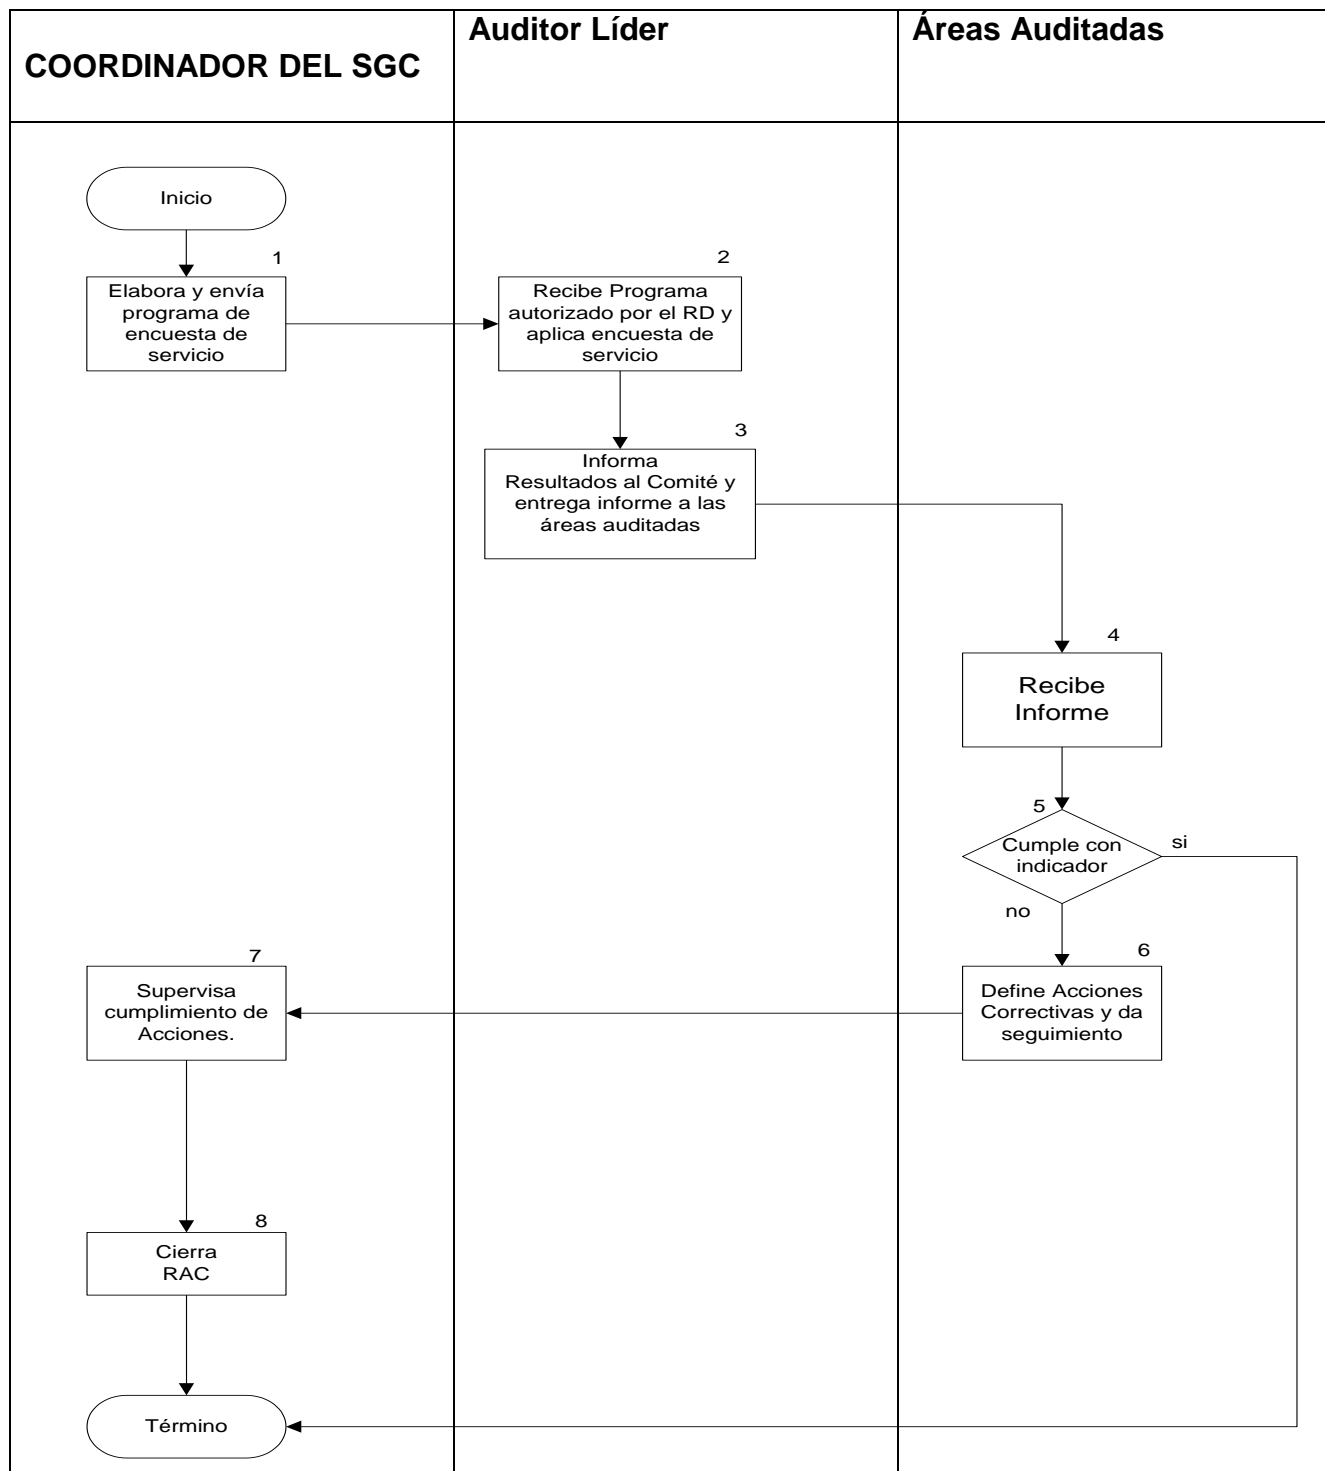 COORDINADOR DEL SGC
Auditor Líder
Áreas Auditadas
Inicio
1
Elabora y envía
programa de
encuesta de
servicio
2
Recibe Programa
autorizado por el RD y
aplica encuesta de
servicio
3
Informa
Resultados al Comité y
entrega informe a las
áreas auditadas
4
Recibe
Informe
5
Cumple con
indicador
si
no
6
Define Acciones
Correctivas y da
seguimiento
7
Supervisa
cumplimiento de
Acciones.
8
Cierra
RAC
Término